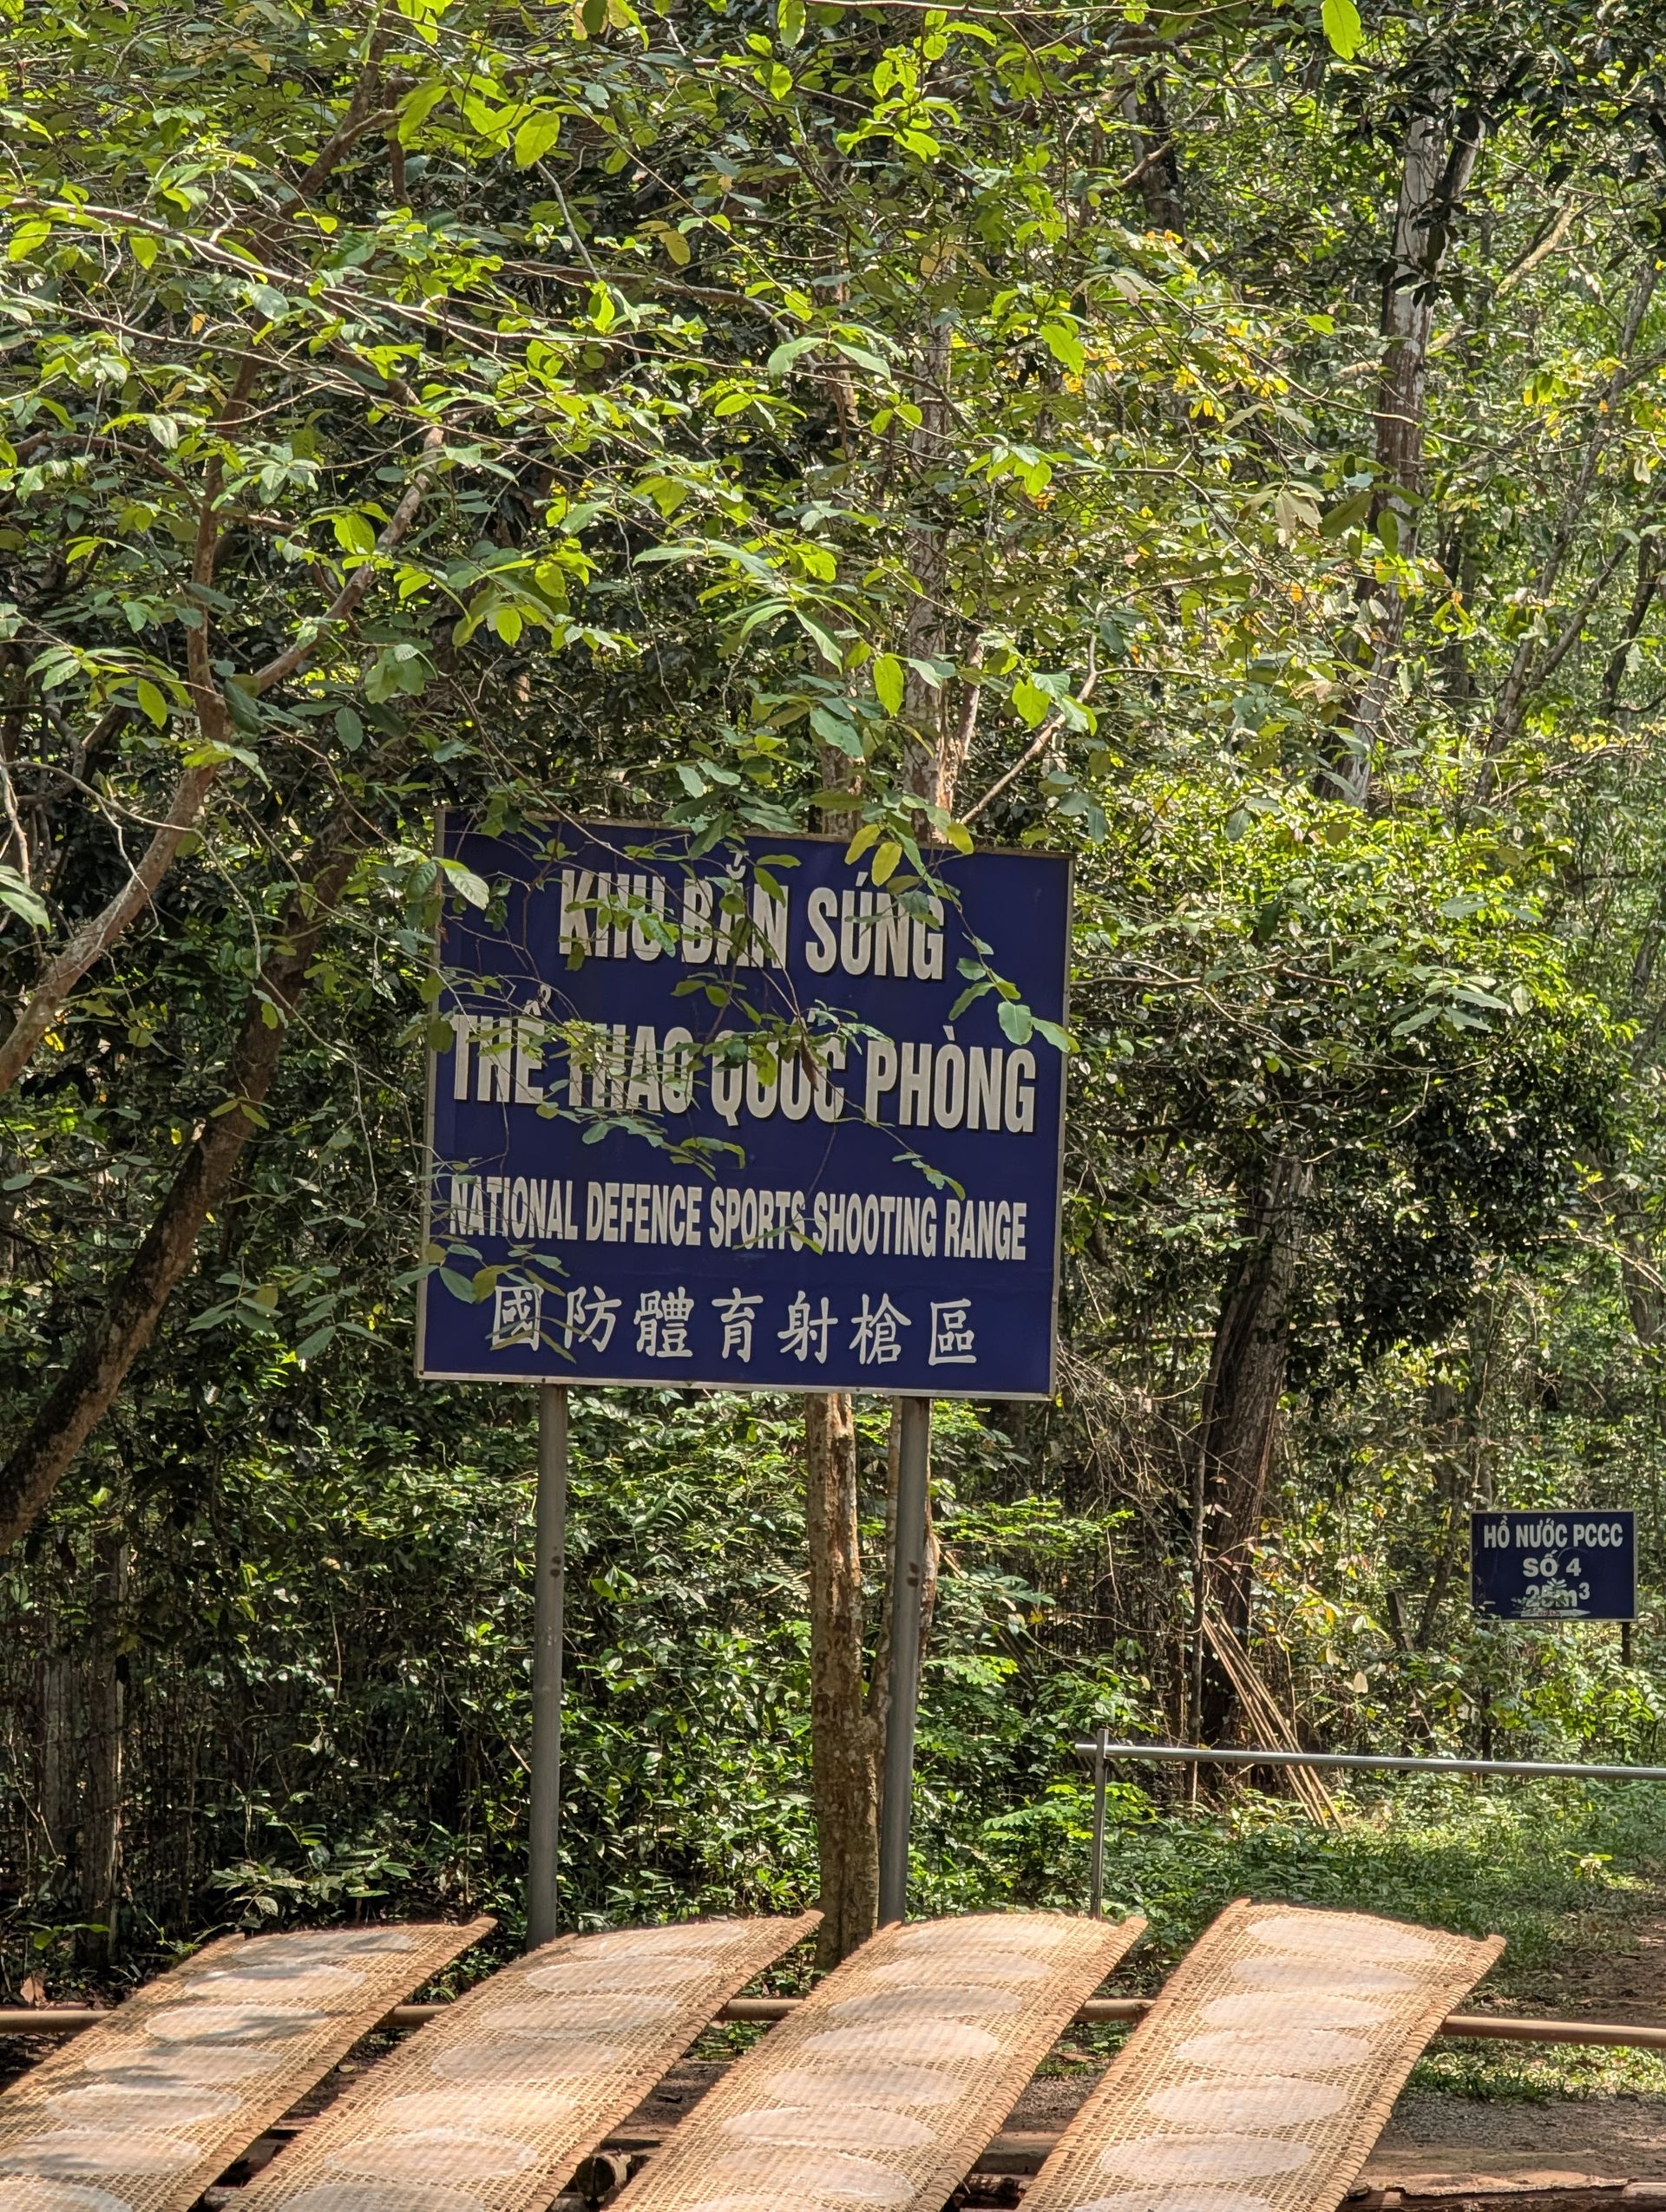 KHU BẮN SÚNG
THỂ THAO QUỐC PHÒNG
NATIONAL DEFENCE SPORTS SHOOTING RANGE
國防體育射槍區
HỒ NƯỚC PCCC
SỐ 4
25m³